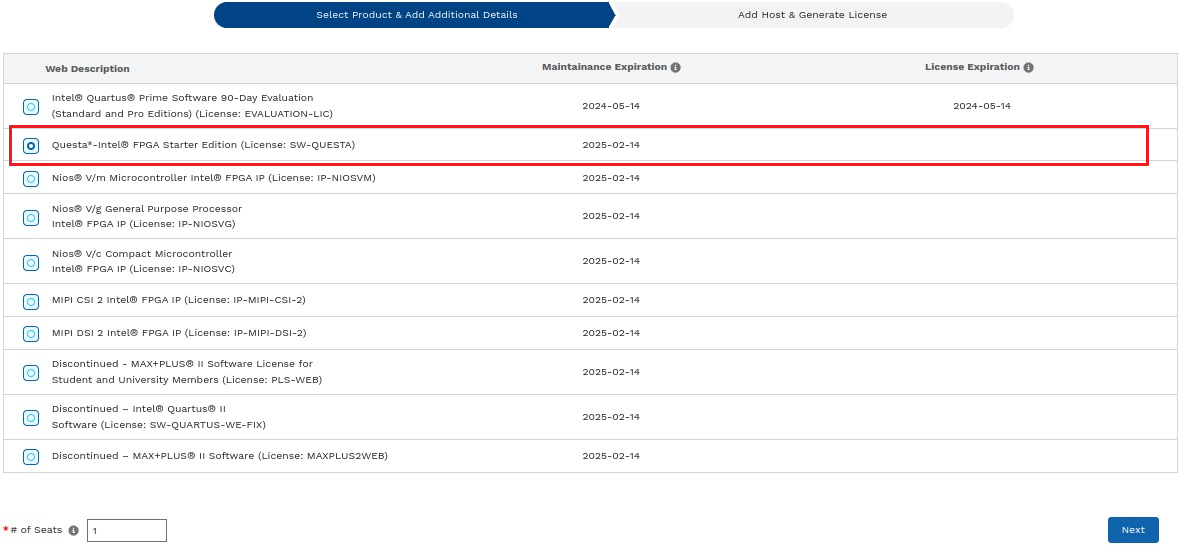 Select Product & Add Additional Details
Add Host & Generate License
Web Description
Maintainance Expiration
License Expiration
Intel® Quartus® Prime Software 90-Day Evaluation
(Standard and Pro Editions) (License: EVALUATION-LIC)
2024-05-14
2024-05-14
Questa*-Intel® FPGA Starter Edition (License: SW-QUESTA)
2025-02-14
Nios® V/m Microcontroller Intel® FPGA IP (License: IP-NIOSVM)
2025-02-14
Nios® V/g General Purpose Processor
Intel® FPGA IP (License: IP-NIOSVG)
2025-02-14
Nios® V/c Compact Microcontroller
Intel® FPGA IP (License: IP-NIOSVC)
2025-02-14
MIPI CSI 2 Intel® FPGA IP (License: IP-MIPI-CSI-2)
2025-02-14
MIPI DSI 2 Intel® FPGA IP (License: IP-MIPI-DSI-2)
2025-02-14
Discontinued - MAX+PLUS® II Software License for
Student and University Members (License: PLS-WEB)
2025-02-14
Discontinued – Intel® Quartus® II
Software (License: SW-QUARTUS-WE-FIX)
2025-02-14
Discontinued – MAX+PLUS® II Software (License: MAXPLUS2WEB)
2025-02-14
* # of Seats
1
Next